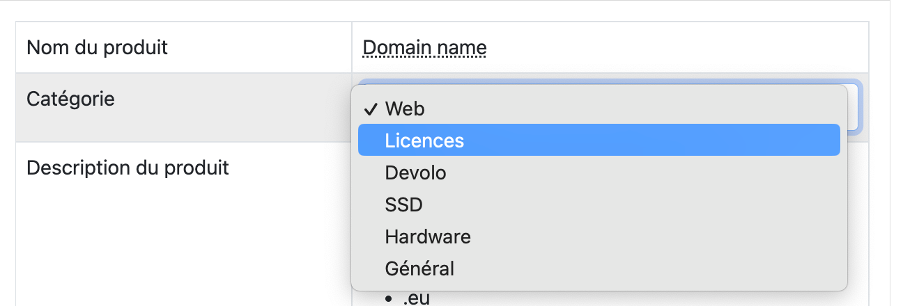 Nom du produit
Domain name
Catégorie
✓ Web
Licences
Devolo
SSD
Hardware
Général
Description du produit
• .eu